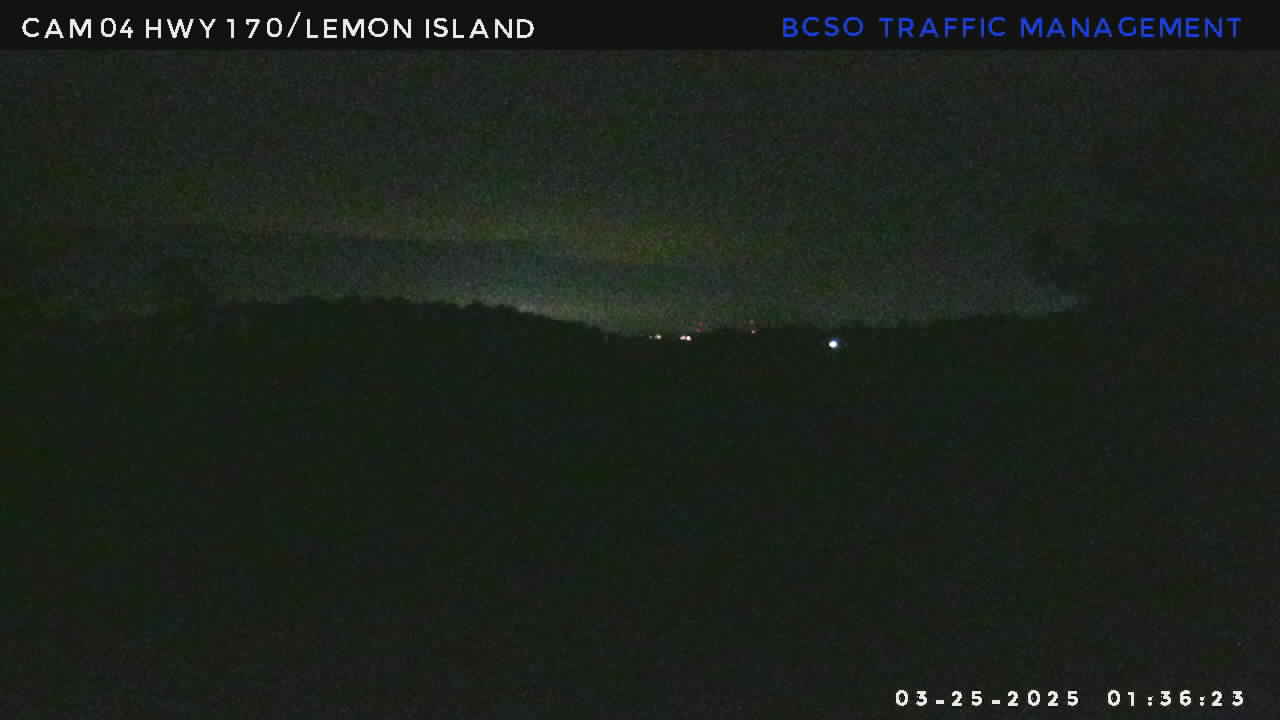 CAM04 HWY 170/LEMON ISLAND
BCSO TRAFFIC MANAGEMENT
03-25-2025 01:36:23